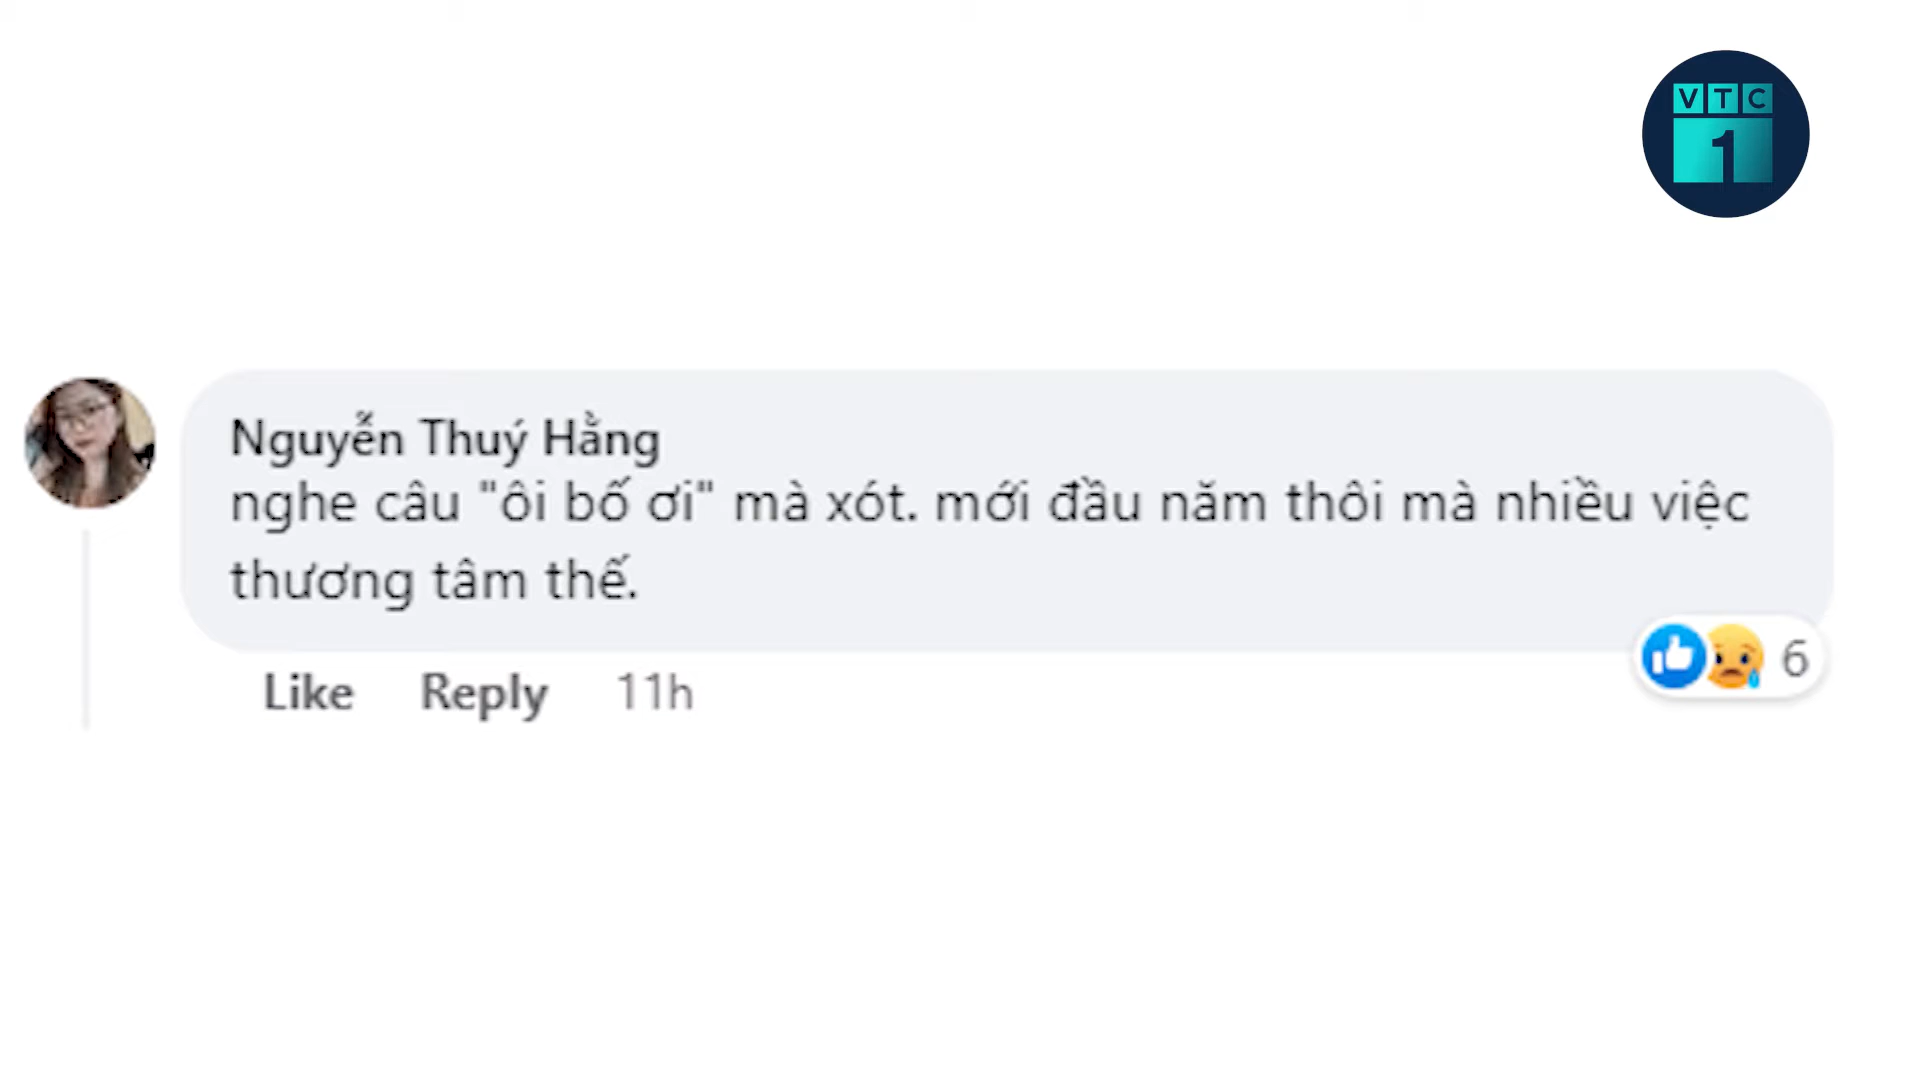 VTC
1
Nguyễn Thuý Hằng
nghe câu "ôi bố ơi" mà xót. mới đầu năm thôi mà nhiều việc
thương tâm thế.
6
Like Reply 11h